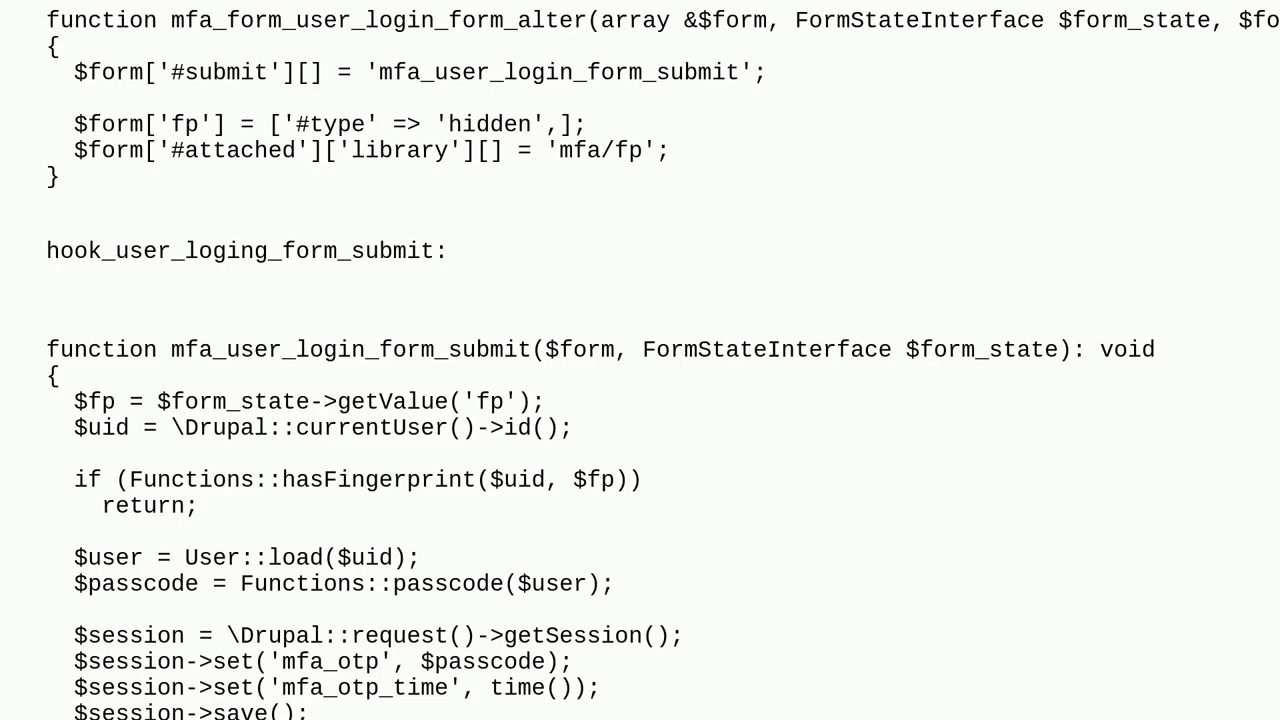 function mfa_form_user_login_form_alter(array &$form, FormStateInterface $form_state, $fo
{
  $form['#submit'][] = 'mfa_user_login_form_submit';
  $form['fp'] = ['#type' => 'hidden',];
  $form['#attached']['library'][] = 'mfa/fp';
}
hook_user_loging_form_submit:
function mfa_user_login_form_submit($form, FormStateInterface $form_state): void
{
  $fp = $form_state->getValue('fp');
  $uid = \Drupal::currentUser()->id();
  if (Functions::hasFingerprint($uid, $fp))
    return;
  $user = User::load($uid);
  $passcode = Functions::passcode($user);
  $session = \Drupal::request()->getSession();
  $session->set('mfa_otp', $passcode);
  $session->set('mfa_otp_time', time());
  $session->save();